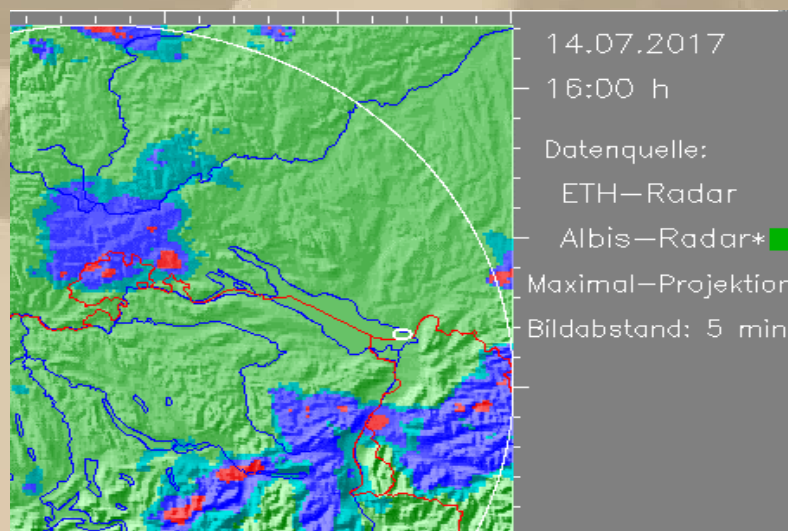 14.07.2017
16:00 h
Datenquelle:
ETH-Radar
Albis-Radar*
Maximal-Projektion
Bildabstand: 5 min